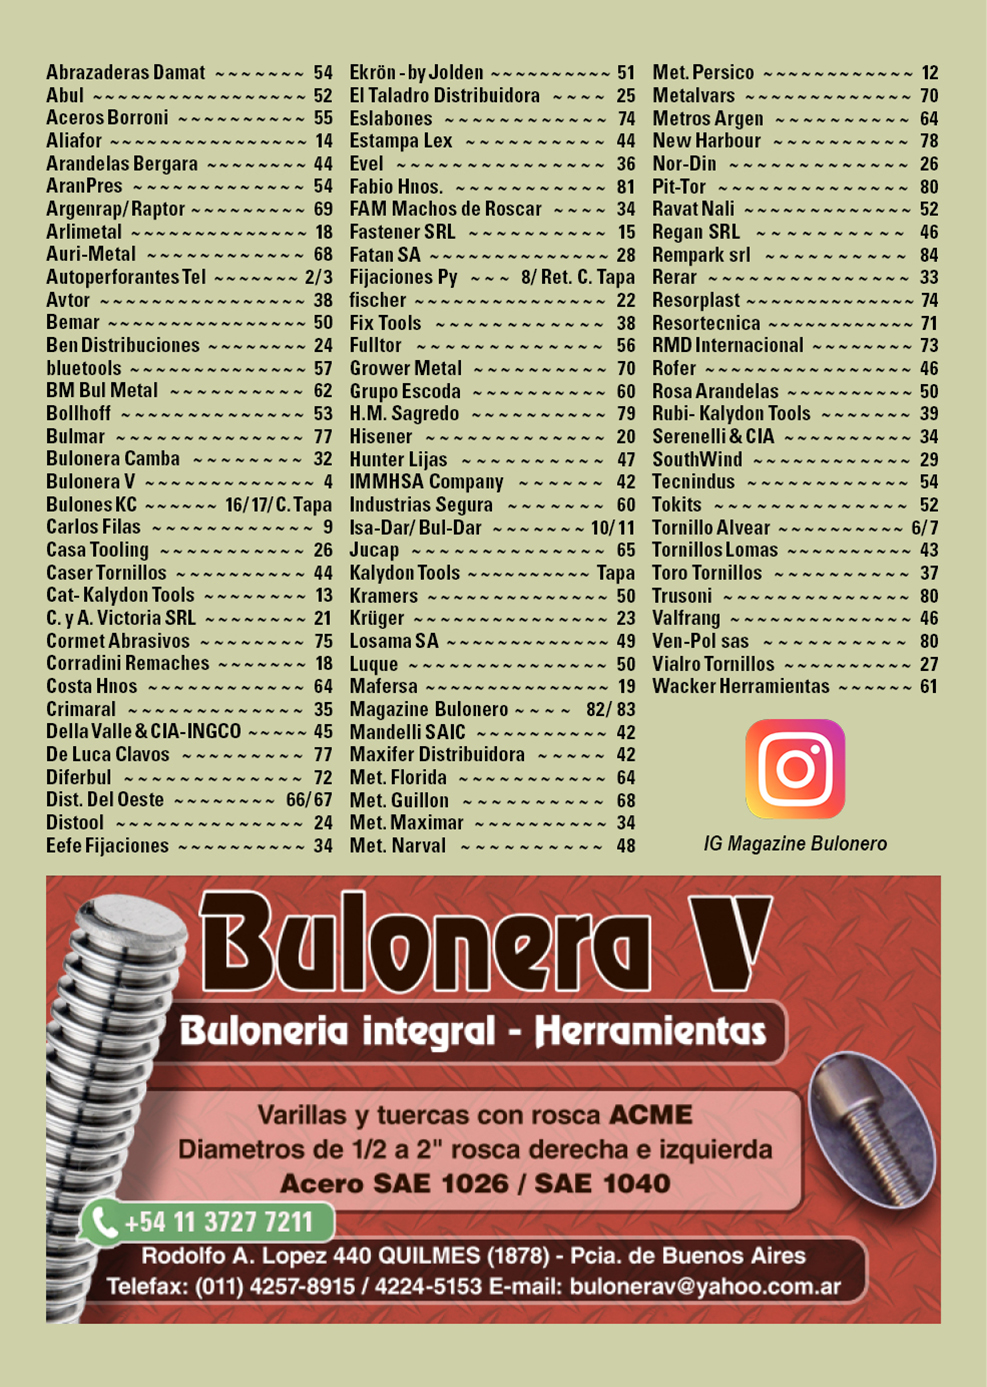 Abrazaderas Damat ~~~~~~~ 54
Abul ~~~~~~~~~~~~~~~~~ 52
Aceros Borroni ~~~~~~~~~~ 55
Aliafor ~~~~~~~~~~~~~~~~ 14
Arandelas Bergara ~~~~~~~~ 44
AranPres ~~~~~~~~~~~~~ 54
Argenrap/ Raptor ~~~~~~~~~ 69
Arlimetal ~~~~~~~~~~~~~~ 18
Auri-Metal ~~~~~~~~~~~~ 68
Autoperforantes Tel ~~~~~~~ 2/3
Avtor ~~~~~~~~~~~~~~~~ 38
Bemar ~~~~~~~~~~~~~~~~ 50
Ben Distribuciones ~~~~~~~~ 24
bluetools ~~~~~~~~~~~~~~ 57
BM Bul Metal ~~~~~~~~~~ 62
Bollhoff ~~~~~~~~~~~~~~ 53
Bulmar ~~~~~~~~~~~~~~ 77
Bulonera Camba ~~~~~~~~ 32
Bulonera V ~~~~~~~~~~~~~ 4
Bulones KC ~~~~~~ 16/17/C. Tapa
Carlos Filas ~~~~~~~~~~~~ 9
Casa Tooling ~~~~~~~~~~~ 26
Caser Tornillos ~~~~~~~~~~ 44
Cat- Kalydon Tools ~~~~~~~~ 13
C. y A. Victoria SRL ~~~~~~~~ 21
Cormet Abrasivos ~~~~~~~~ 75
Corradini Remaches ~~~~~~~ 18
Costa Hnos ~~~~~~~~~~~~ 64
Crimaral ~~~~~~~~~~~~~ 35
Della Valle & CIA-INGCO ~~~~~ 45
De Luca Clavos ~~~~~~~~~ 77
Diferbul ~~~~~~~~~~~~~ 72
Dist. Del Oeste ~~~~~~~~ 66/67
Distool ~~~~~~~~~~~~~~ 24
Eefe Fijaciones ~~~~~~~~~~ 34
Ekrön - by Jolden ~~~~~~~~~~ 51
El Taladro Distribuidora ~~~~ 25
Eslabones ~~~~~~~~~~~~ 74
Estampa Lex ~~~~~~~~~~ 44
Evel ~~~~~~~~~~~~~~~ 36
Fabio Hnos. ~~~~~~~~~~~ 81
FAM Machos de Roscar ~~~~ 34
Fastener SRL ~~~~~~~~~~ 15
Fatan SA ~~~~~~~~~~~~~~ 28
Fijaciones Py ~~~ 8/ Ret. C. Tapa
fischer ~~~~~~~~~~~~~~ 22
Fix Tools ~~~~~~~~~~~~ 38
Fulltor ~~~~~~~~~~~~~ 56
Grower Metal ~~~~~~~~~~ 70
Grupo Escoda ~~~~~~~~~~ 60
H.M. Sagredo ~~~~~~~~~~ 79
Hisener ~~~~~~~~~~~~~ 20
Hunter Lijas ~~~~~~~~~~ 47
IMMHSA Company ~~~~~~ 42
Industrias Segura ~~~~~~~ 60
Isa-Dar/ Bul-Dar ~~~~~~~ 10/11
Jucap ~~~~~~~~~~~~~~ 65
Kalydon Tools ~~~~~~~~~~ Tapa
Kramers ~~~~~~~~~~~~~~ 50
Krüger ~~~~~~~~~~~~~~~ 23
Losama SA ~~~~~~~~~~~~ 49
Luque ~~~~~~~~~~~~~~~ 50
Mafersa ~~~~~~~~~~~~~~ 19
Magazine Bulonero ~~~~ 82/ 83
Mandelli SAIC ~~~~~~~~~~ 42
Maxifer Distribuidora ~~~~~ 42
Met. Florida ~~~~~~~~~~~ 64
Met. Guillon ~~~~~~~~~~ 68
Met. Maximar ~~~~~~~~~~ 34
Met. Narval ~~~~~~~~~~ 48
Met. Persico ~~~~~~~~~~~~ 12
Metalvars ~~~~~~~~~~~~~ 70
Metros Argen ~~~~~~~~~~ 64
New Harbour ~~~~~~~~~~ 78
Nor-Din ~~~~~~~~~~~~~ 26
Pit-Tor ~~~~~~~~~~~~~~ 80
Ravat Nali ~~~~~~~~~~~~~ 52
Regan SRL ~~~~~~~~~~ 46
Rempark srl ~~~~~~~~~~ 84
Rerar ~~~~~~~~~~~~~~~ 33
Resorplast ~~~~~~~~~~~~~ 74
Resortecnica ~~~~~~~~~~~~ 71
RMD Internacional ~~~~~~~~ 73
Rofer ~~~~~~~~~~~~~~~~ 46
Rosa Arandelas ~~~~~~~~~~ 50
Rubi- Kalydon Tools ~~~~~~~ 39
Serenelli & CIA ~~~~~~~~~~ 34
SouthWind ~~~~~~~~~~~~ 29
Tecnindus ~~~~~~~~~~~~~ 54
Tokits ~~~~~~~~~~~~~~ 52
Tornillo Alvear ~~~~~~~~~~ 6/7
Tornillos Lomas ~~~~~~~~~~ 43
Toro Tornillos ~~~~~~~~~~ 37
Trusoni ~~~~~~~~~~~~~~ 80
Valfrang ~~~~~~~~~~~~~~ 46
Ven-Pol sas ~~~~~~~~~~ 80
Vialro Tornillos ~~~~~~~~~~ 27
Wacker Herramientas ~~~~~~ 61
IG Magazine Bulonero
Bulonera V
Buloneria integral - Herramientas
Varillas y tuercas con rosca ACME
Diametros de 1/2 a 2" rosca derecha e izquierda
Acero SAE 1026 / SAE 1040
+54 11 3727 7211
Rodolfo A. Lopez 440 QUILMES (1878) - Pcia. de Buenos Aires
Telefax: (011) 4257-8915 / 4224-5153 E-mail: bulonerav@yahoo.com.ar